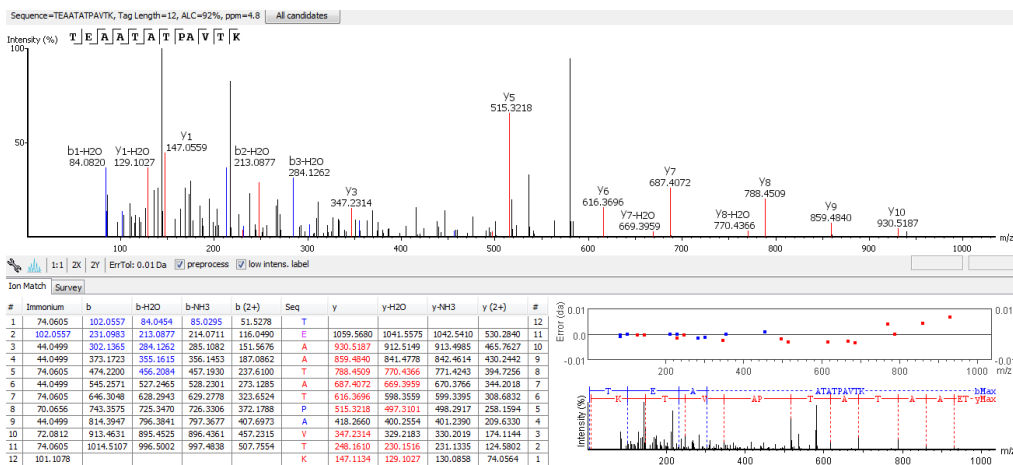 Sequence=TEAATATPAVTK, Tag Length=12, ALC=92%, ppm=4.8 All candidates
Intensity (%) T E A A T A T P A V T K
100
50
b1-H2O 84.0820
y1-H2O 129.1027
y1 147.0559
b2-H2O 213.0877
b3-H2O 284.1262
y3 347.2314
y5 515.3218
y6 616.3696
y7-H2O 669.3959
y7 687.4072
y8-H2O 770.4366
y8 788.4509
y9 859.4840
y10 930.5187
100 200 300 400 500 600 700 800 900 1000 m/z
1:1 2X 2Y ErrTol: 0.01 Da preprocess low intens. label
Ion Match Survey
# Immonium b b-H2O b-NH3 b (2+) Seq y y-H2O y-NH3 y (2+) #
1 74.0605 102.0557 84.0454 85.0295 51.5278 T 12
2 102.0557 231.0983 213.0877 214.0711 116.0490 E 1059.5680 1041.5575 1042.5410 530.2840 11
3 44.0499 302.1365 284.1262 285.1082 151.5676 A 930.5187 912.5149 913.4985 465.7627 10
4 44.0499 373.1723 355.1615 356.1453 187.0862 A 859.4840 841.4778 842.4614 430.2442 9
5 74.0605 474.2200 456.2084 457.1930 237.6100 T 788.4509 770.4366 771.4243 394.7256 8
6 44.0499 545.2571 527.2465 528.2301 273.1285 A 687.4072 669.3959 670.3766 344.2018 7
7 74.0605 646.3048 628.2943 629.2778 323.6524 T 616.3696 598.3559 599.3395 308.6832 6
8 70.0656 743.3575 725.3470 726.3306 372.1788 P 515.3218 497.3101 498.2917 258.1594 5
9 44.0499 814.3947 796.3841 797.3677 407.6973 A 418.2660 400.2554 401.2390 209.6330 4
10 72.0812 913.4631 895.4525 896.4361 457.2315 V 347.2314 329.2183 330.2019 174.1144 3
11 74.0605 1014.5107 996.5002 997.4838 507.7554 T 248.1610 230.1516 231.1335 124.5802 2
12 101.1078 K 147.1134 129.1027 130.0858 74.0564 1
Error (da)
0.01 0.01
0.00
-0.01 -0.01
200 400 600 800 1000 m/z
T E A ATATPAVTK bMax
K T V AP T A T A A ET yMax
Intensity (%)
200 400 600 800 1000